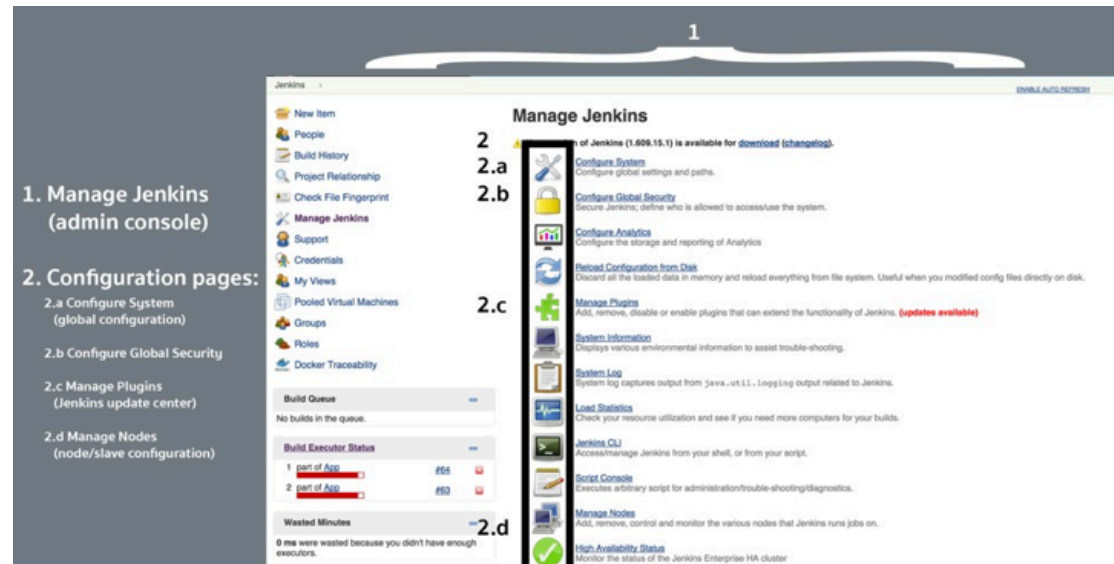 1
1. Manage Jenkins
(admin console)
2. Configuration pages:
2.a Configure System
(global configuration)
2.b Configure Global Security
2.c Manage Plugins
(Jenkins update center)
2.d Manage Nodes
(node/slave configuration)
Jenkins ›
ENABLE AUTO REFRESH
New Item
People
Build History
Project Relationship
Check File Fingerprint
Manage Jenkins
Support
Credentials
My Views
Pooled Virtual Machines
Groups
Roles
Docker Traceability
Build Queue
No builds in the queue.
Build Executor Status
1 part of App #64
2 part of App #63
Wasted Minutes
0 ms were wasted because you didn't have enough
executors.
Manage Jenkins
2
of Jenkins (1.609.15.1) is available for download (changelog).
2.a
Configure System
Configure global settings and paths.
2.b
Configure Global Security
Secure Jenkins; define who is allowed to access/use the system.
Configure Analytics
Configure the storage and reporting of Analytics
Reload Configuration from Disk
Discard all the loaded data in memory and reload everything from file system. Useful when you modified config files directly on disk.
2.c
Manage Plugins
Add, remove, disable or enable plugins that can extend the functionality of Jenkins. (updates available)
System Information
Displays various environmental information to assist trouble-shooting.
System Log
System log captures output from java.util.logging output related to Jenkins.
Load Statistics
Check your resource utilization and see if you need more computers for your builds.
Jenkins CLI
Access/manage Jenkins from your shell, or from your script.
Script Console
Executes arbitrary script for administration/trouble-shooting/diagnostics.
2.d
Manage Nodes
Add, remove, control and monitor the various nodes that Jenkins runs jobs on.
High Availability Status
Monitor the status of the Jenkins Enterprise HA cluster